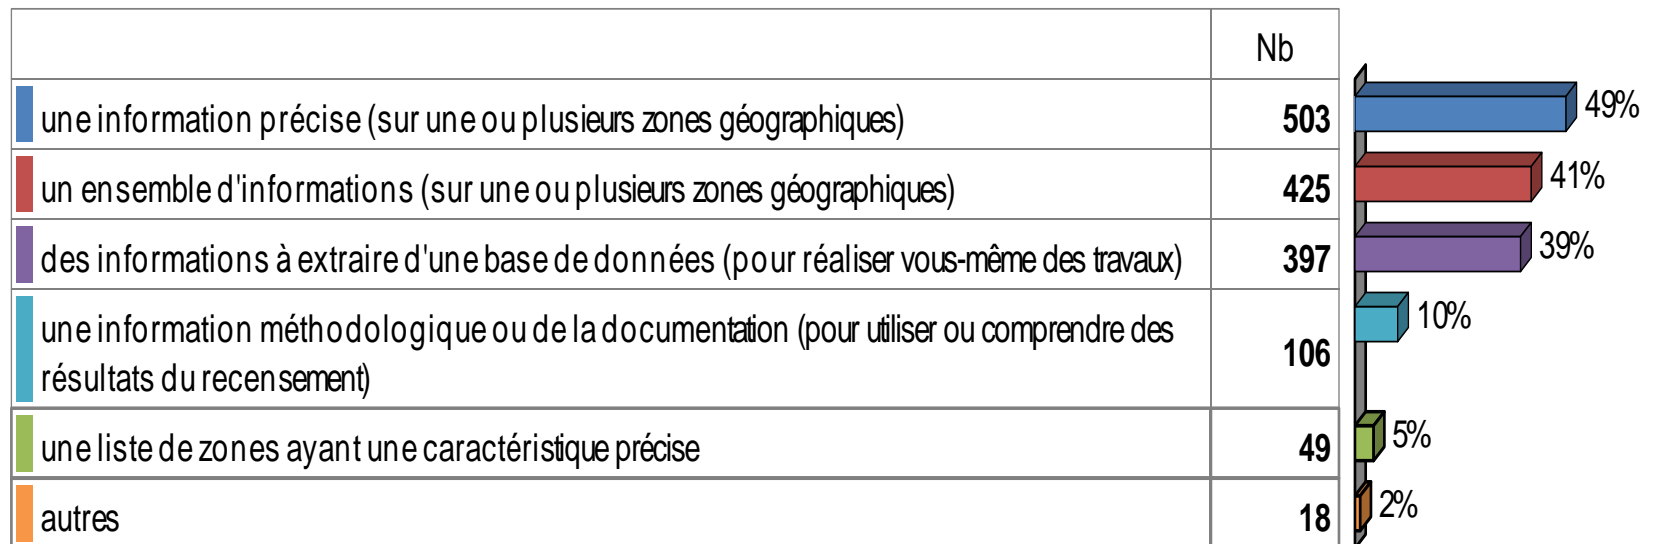 Nb
une information précise (sur une ou plusieurs zones géographiques) 503 49%
un ensemble d'informations (sur une ou plusieurs zones géographiques) 425 41%
des informations à extraire d'une base de données (pour réaliser vous-même des travaux) 397 39%
une information méthodologique ou de la documentation (pour utiliser ou comprendre des
résultats du recensement) 106 10%
une liste de zones ayant une caractéristique précise 49 5%
autres 18 2%